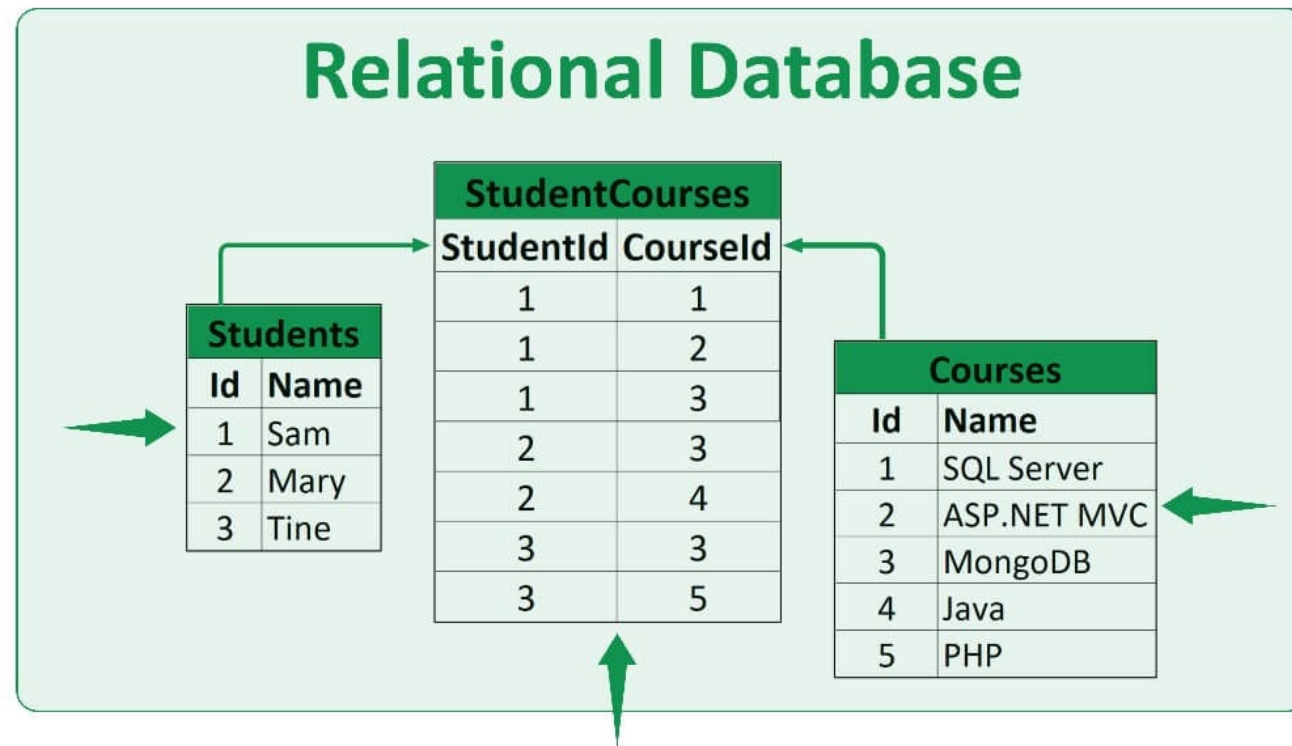 Relational Database
StudentCourses
StudentId CourseId
1 1
1 2
1 3
2 3
2 4
3 3
3 5
Students
Id Name
1 Sam
2 Mary
3 Tine
Courses
Id Name
1 SQL Server
2 ASP.NET MVC
3 MongoDB
4 Java
5 PHP